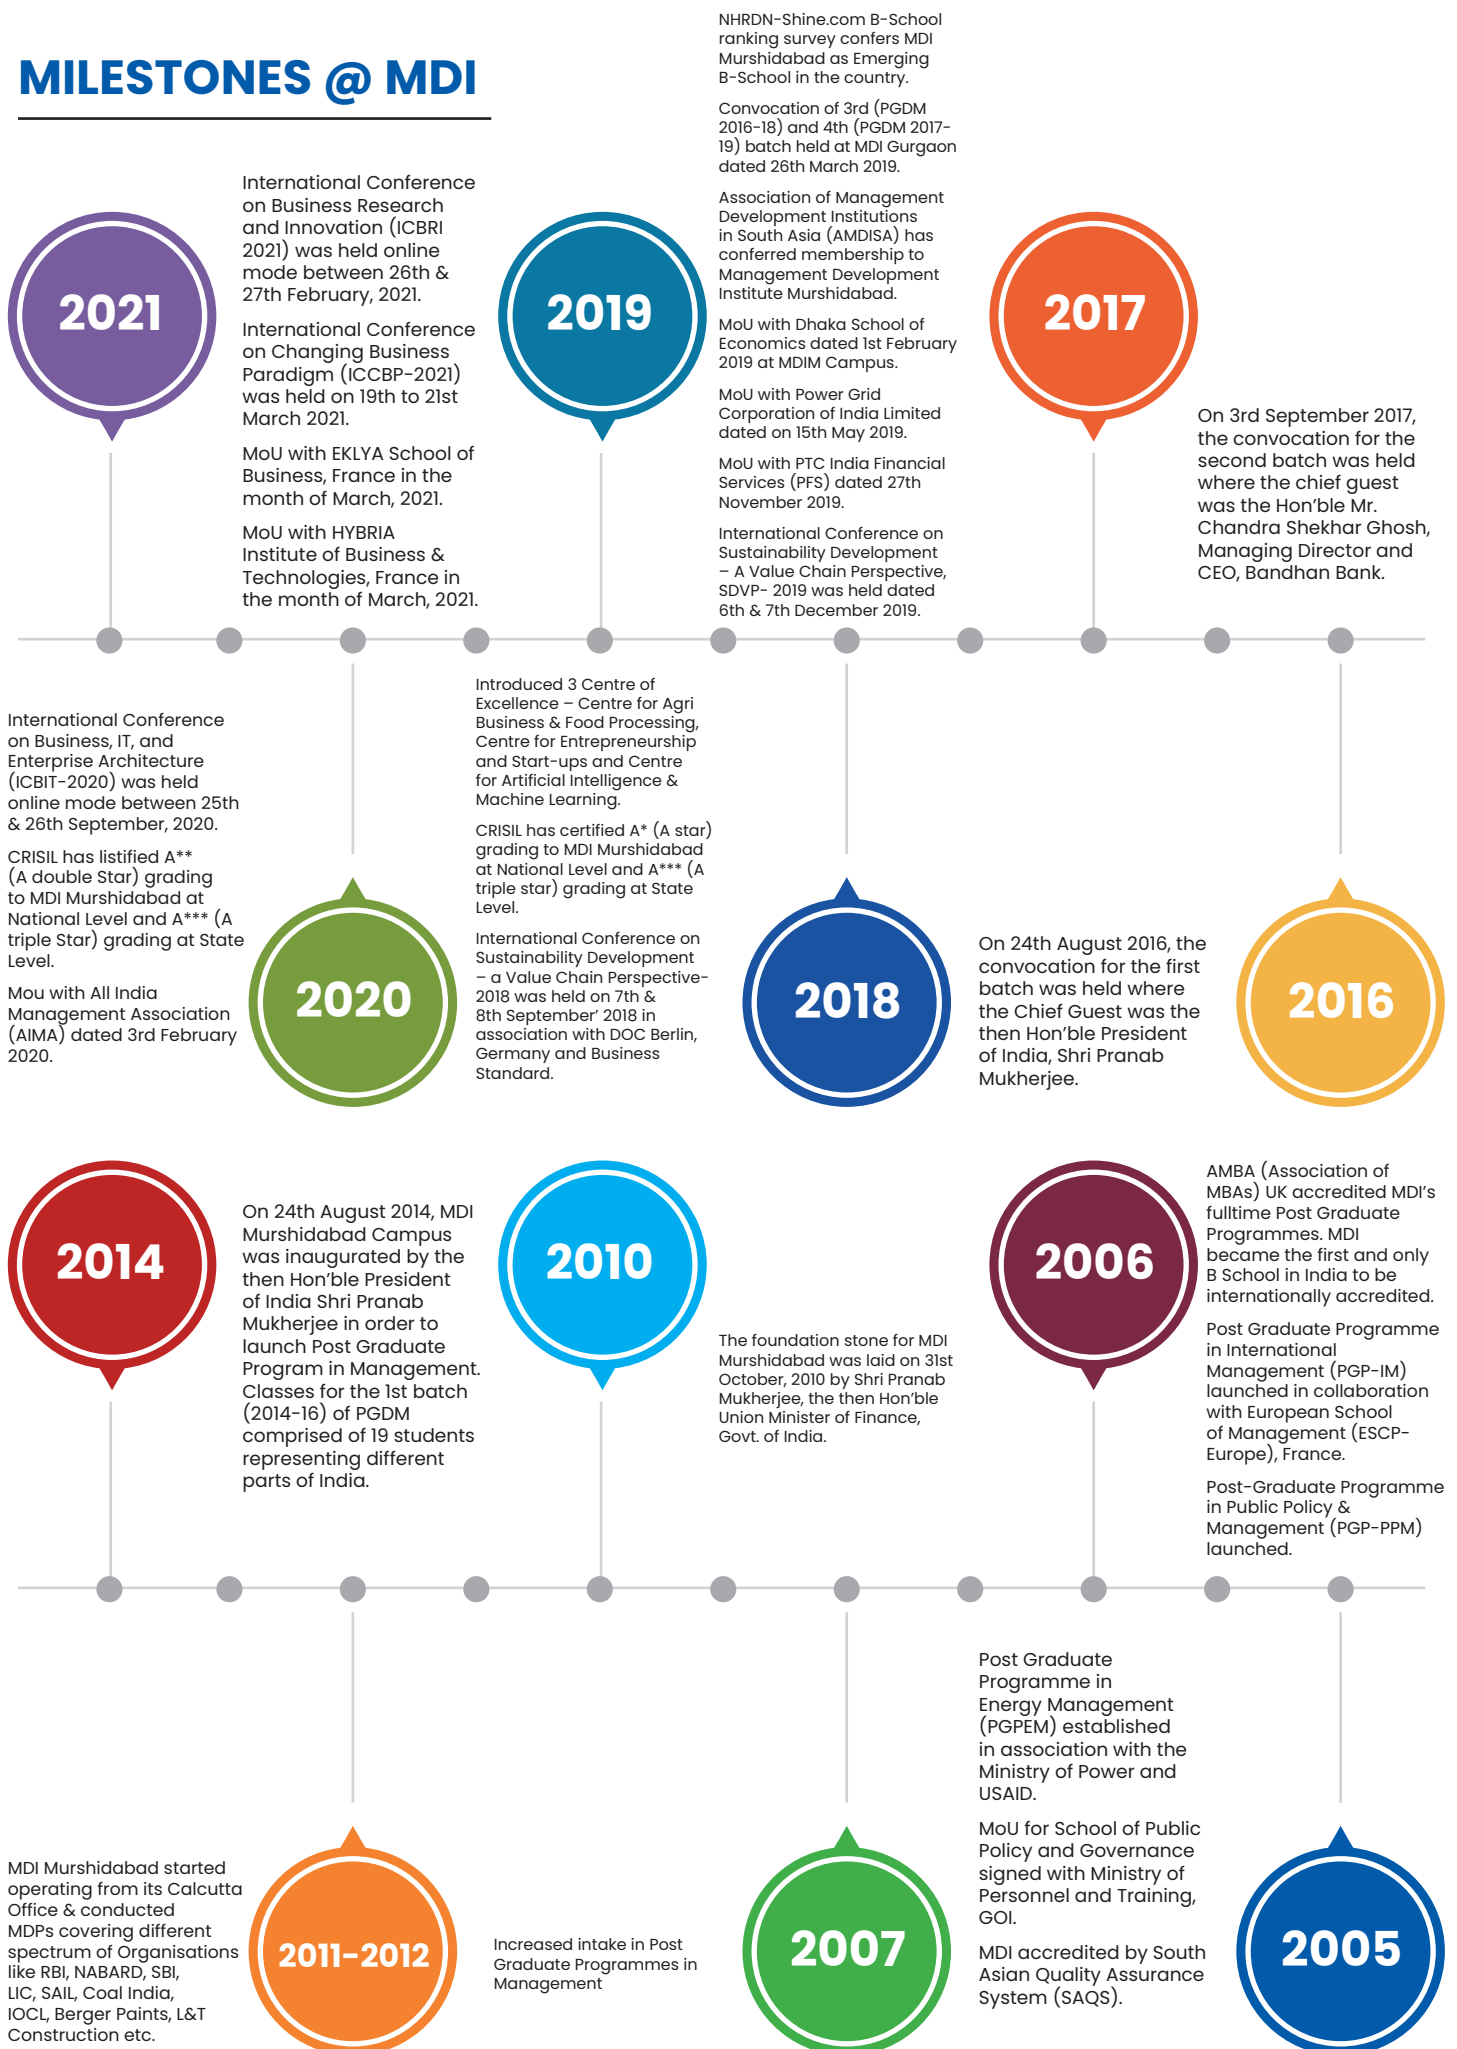 MILESTONES @ MDI
2021
International Conference
on Business Research
and Innovation (ICBRI
2021) was held online
mode between 26th &
27th February, 2021.
International Conference
on Changing Business
Paradigm (ICCBP-2021)
was held on 19th to 21st
March 2021.
MoU with EKLYA School of
Business, France in the
month of March, 2021.
MoU with HYBRIA
Institute of Business &
Technologies, France in
the month of March, 2021.
2019
NHRDN-Shine.com B-School
ranking survey confers MDI
Murshidabad as Emerging
B-School in the country.
Convocation of 3rd (PGDM
2016-18) and 4th (PGDM 2017-
19) batch held at MDI Gurgaon
dated 26th March 2019.
Association of Management
Development Institutions
in South Asia (AMDISA) has
conferred membership to
Management Development
Institute Murshidabad.
MoU with Dhaka School of
Economics dated 1st February
2019 at MDIM Campus.
MoU with Power Grid
Corporation of India Limited
dated on 15th May 2019.
MoU with PTC India Financial
Services (PFS) dated 27th
November 2019.
International Conference on
Sustainability Development
– A Value Chain Perspective,
SDVP- 2019 was held dated
6th & 7th December 2019.
2017
On 3rd September 2017,
the convocation for the
second batch was held
where the chief guest
was the Hon’ble Mr.
Chandra Shekhar Ghosh,
Managing Director and
CEO, Bandhan Bank.
International Conference
on Business, IT, and
Enterprise Architecture
(ICBIT-2020) was held
online mode between 25th
& 26th September, 2020.
CRISIL has listified A**
(A double Star) grading
to MDI Murshidabad at
National Level and A*** (A
triple Star) grading at State
Level.
Mou with All India
Management Association
(AIMA) dated 3rd February
2020.
2020
Introduced 3 Centre of
Excellence – Centre for Agri
Business & Food Processing,
Centre for Entrepreneurship
and Start-ups and Centre
for Artificial Intelligence &
Machine Learning.
CRISIL has certified A* (A star)
grading to MDI Murshidabad
at National Level and A*** (A
triple star) grading at State
Level.
International Conference on
Sustainability Development
– a Value Chain Perspective-
2018 was held on 7th &
8th September’ 2018 in
association with DOC Berlin,
Germany and Business
Standard.
2018
On 24th August 2016, the
convocation for the first
batch was held where
the Chief Guest was the
then Hon’ble President
of India, Shri Pranab
Mukherjee.
2016
2014
On 24th August 2014, MDI
Murshidabad Campus
was inaugurated by the
then Hon’ble President
of India Shri Pranab
Mukherjee in order to
launch Post Graduate
Program in Management.
Classes for the 1st batch
(2014-16) of PGDM
comprised of 19 students
representing different
parts of India.
2010
The foundation stone for MDI
Murshidabad was laid on 31st
October, 2010 by Shri Pranab
Mukherjee, the then Hon’ble
Union Minister of Finance,
Govt. of India.
2006
AMBA (Association of
MBAs) UK accredited MDI’s
fulltime Post Graduate
Programmes. MDI
became the first and only
B School in India to be
internationally accredited.
Post Graduate Programme
in International
Management (PGP-IM)
launched in collaboration
with European School
of Management (ESCP-
Europe), France.
Post-Graduate Programme
in Public Policy &
Management (PGP-PPM)
launched.
MDI Murshidabad started
operating from its Calcutta
Office & conducted
MDPs covering different
spectrum of Organisations
like RBI, NABARD, SBI,
LIC, SAIL, Coal India,
IOCL, Berger Paints, L&T
Construction etc.
2011-2012
Increased intake in Post
Graduate Programmes in
Management
2007
Post Graduate
Programme in
Energy Management
(PGPEM) established
in association with the
Ministry of Power and
USAID.
MoU for School of Public
Policy and Governance
signed with Ministry of
Personnel and Training,
GOI.
MDI accredited by South
Asian Quality Assurance
System (SAQS).
2005